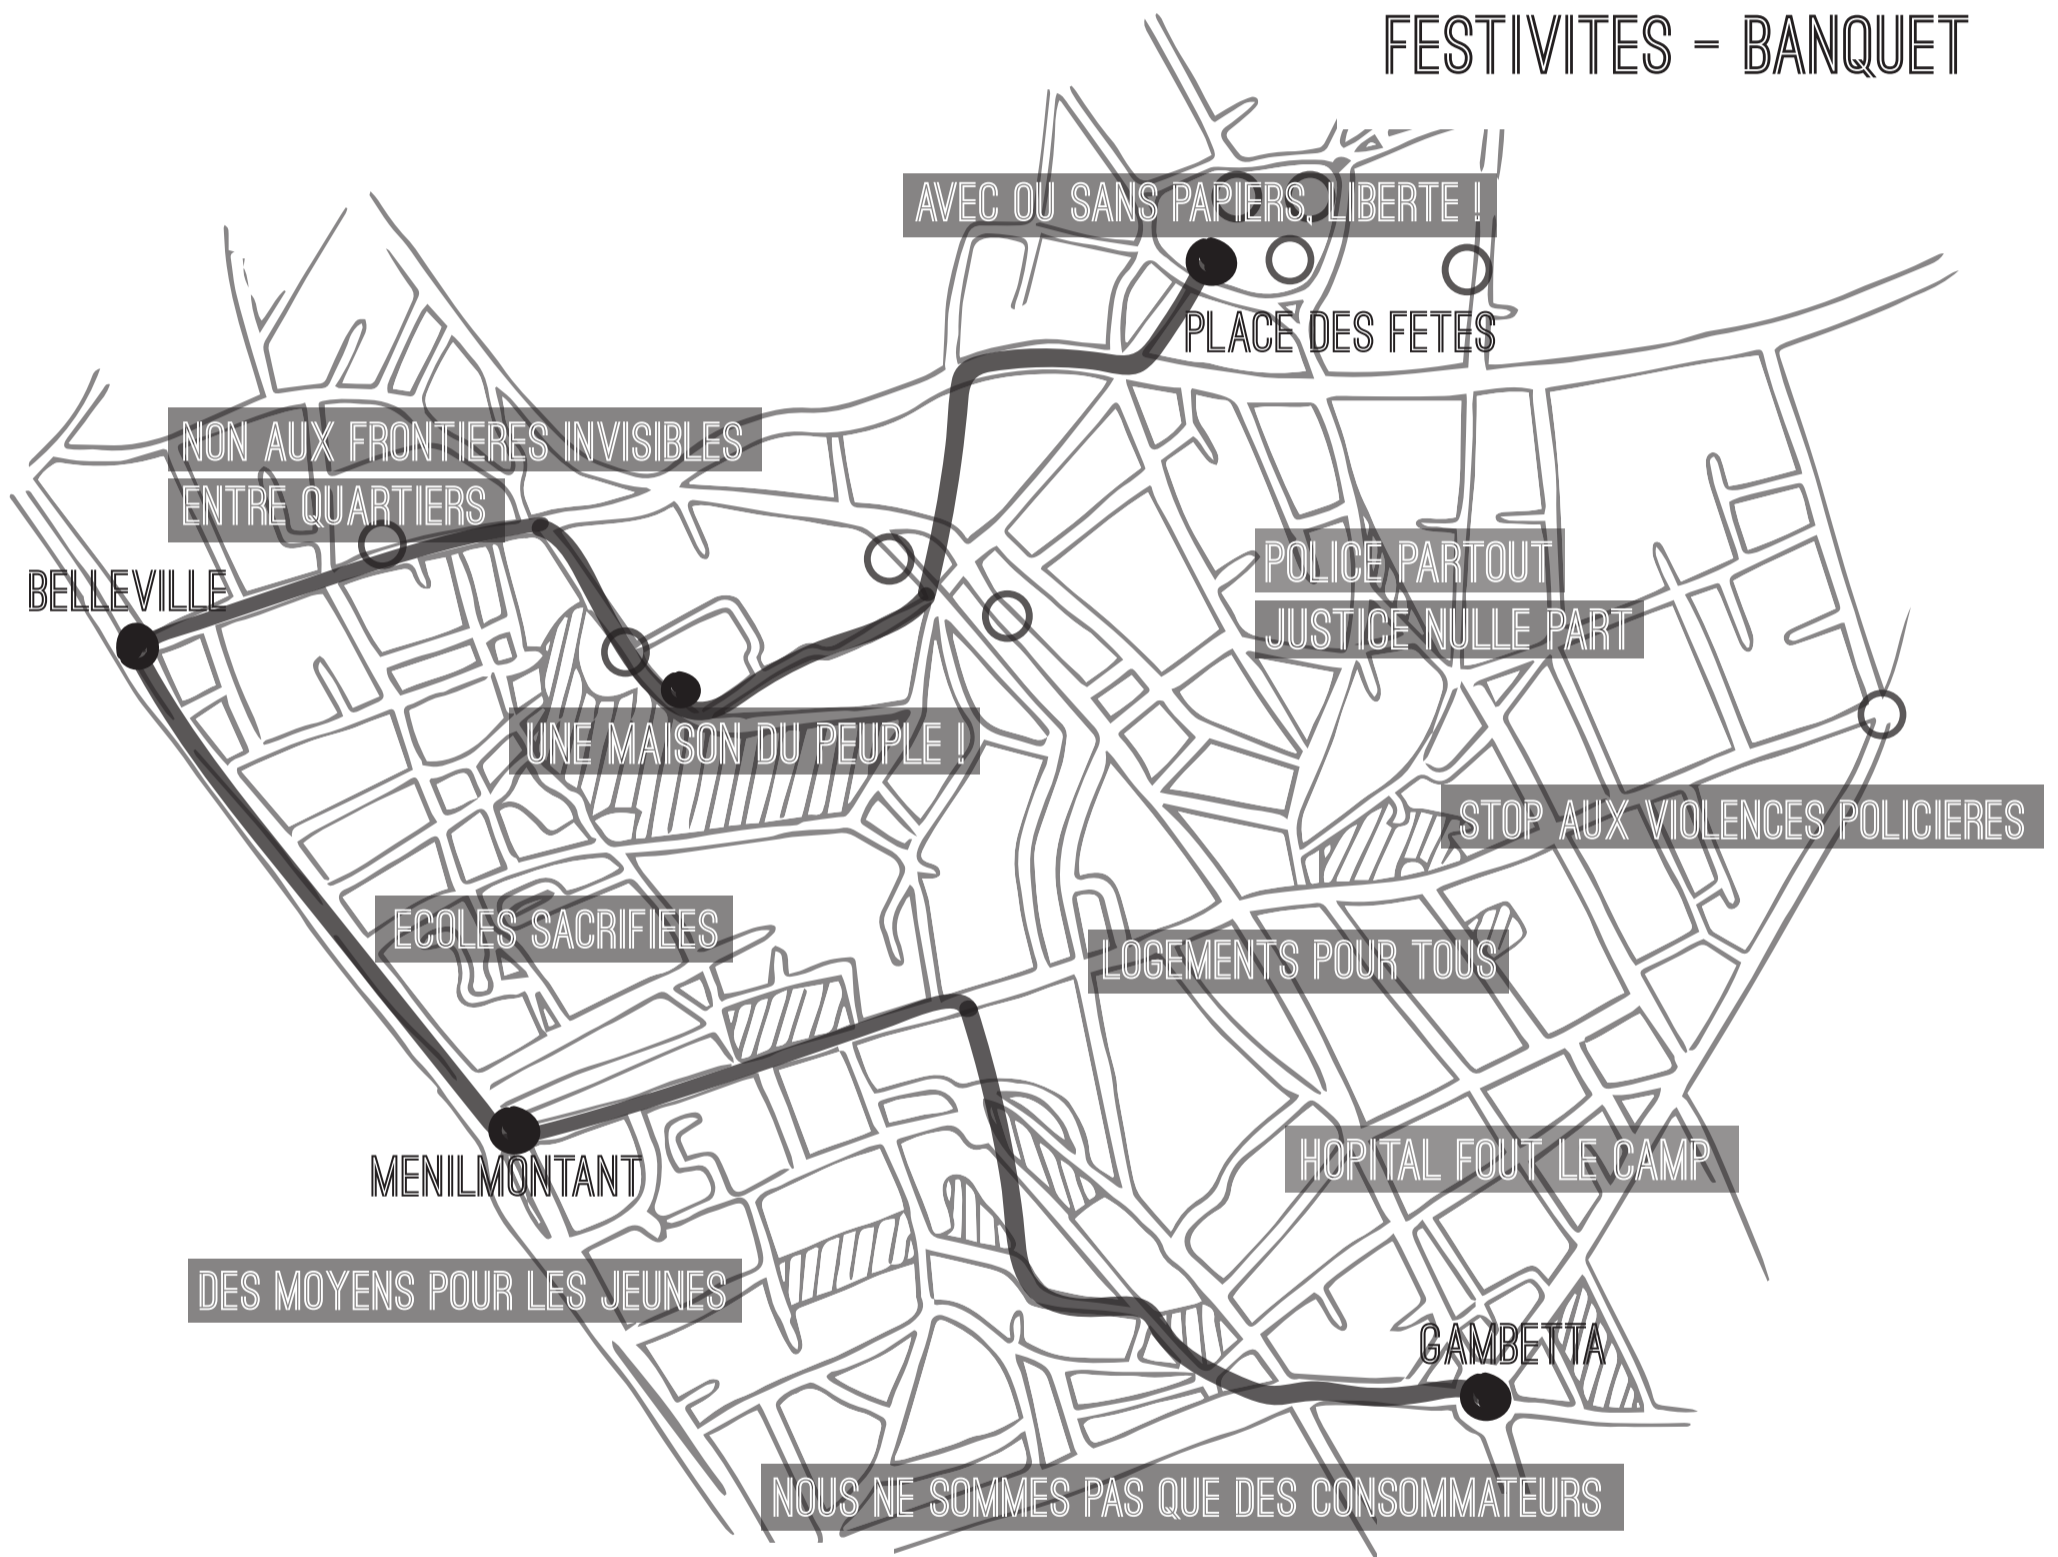 FESTIVITES - BANQUET
AVEC OU SANS PAPIERS, LIBERTE !
PLACE DES FETES
NON AUX FRONTIERES INVISIBLES
ENTRE QUARTIERS
BELLEVILLE
POLICE PARTOUT
JUSTICE NULLE PART
UNE MAISON DU PEUPLE !
STOP AUX VIOLENCES POLICIERES
ECOLES SACRIFIEES
LOGEMENTS POUR TOUS
MENILMONTANT
HOPITAL FOUT LE CAMP
DES MOYENS POUR LES JEUNES
GAMBETTA
NOUS NE SOMMES PAS QUE DES CONSOMMATEURS